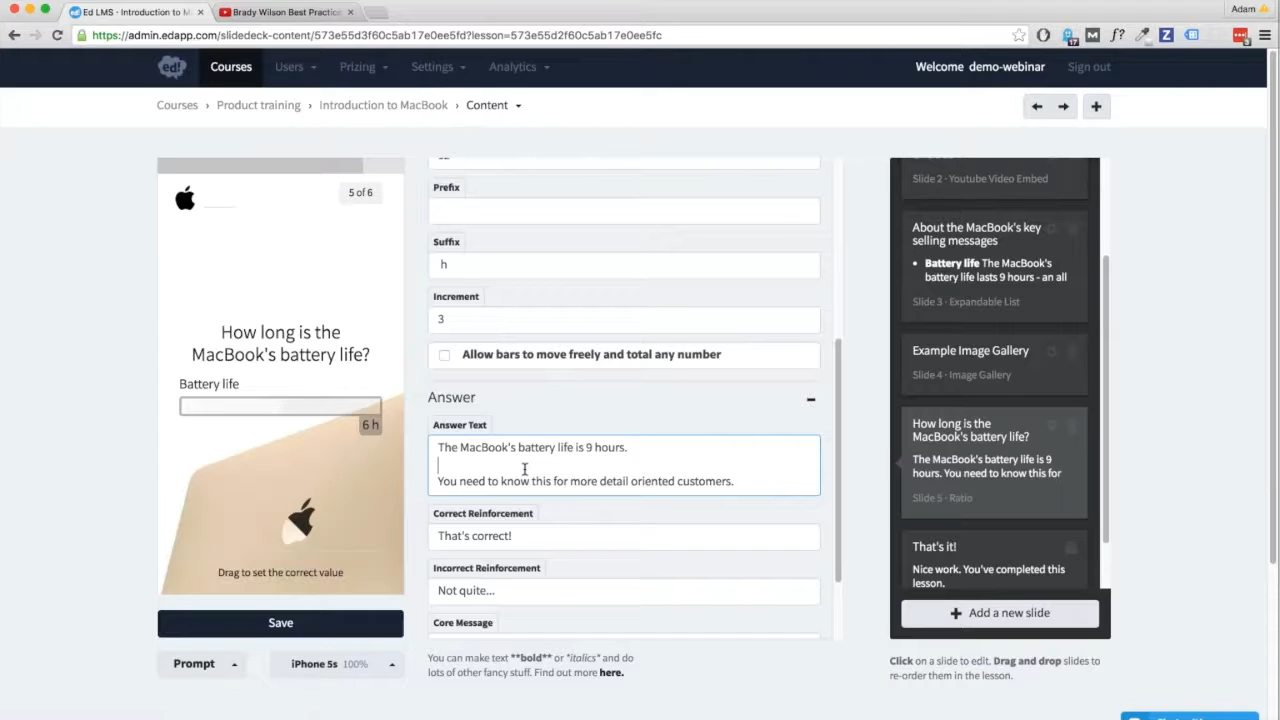 Ed LMS - Introduction to M
Brady Wilson Best Practice
Adam
https://admin.edapp.com/slidedeck-content/573e55d3f60c5ab17e0ee5fd?lesson=573e55d2f60c5ab17e0ee5fc
17
M
f?
Z
ed!
Courses
Users
Prizing
Settings
Analytics
Welcome demo-webinar
Sign out
Courses › Product training › Introduction to MacBook › Content
5 of 6
How long is the
MacBook's battery life?
Battery life
6 h
Drag to set the correct value
Save
Prompt
iPhone 5s 100%
Prefix
Suffix
h
Increment
3
Allow bars to move freely and total any number
Answer
Answer Text
The MacBook's battery life is 9 hours.
You need to know this for more detail oriented customers.
Correct Reinforcement
That's correct!
Incorrect Reinforcement
Not quite...
Core Message
You can make text **bold** or *italics* and do
lots of other fancy stuff. Find out more here.
Slide 2 - Youtube Video Embed
About the MacBook's key
selling messages
• Battery life The MacBook's
battery life lasts 9 hours - an all
Slide 3 - Expandable List
Example Image Gallery
Slide 4 - Image Gallery
How long is the
MacBook's battery life?
The MacBook's battery life is 9
hours. You need to know this for
Slide 5 - Ratio
That's it!
Nice work. You've completed this
lesson.
+ Add a new slide
Click on a slide to edit. Drag and drop slides to
re-order them in the lesson.